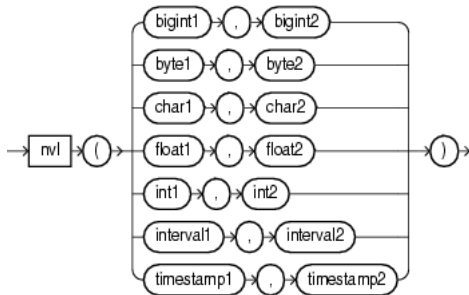 bigint1 , bigint2
byte1 , byte2
char1 , char2
nvl ( float1 , float2 )
int1 , int2
interval1 , interval2
timestamp1 , timestamp2